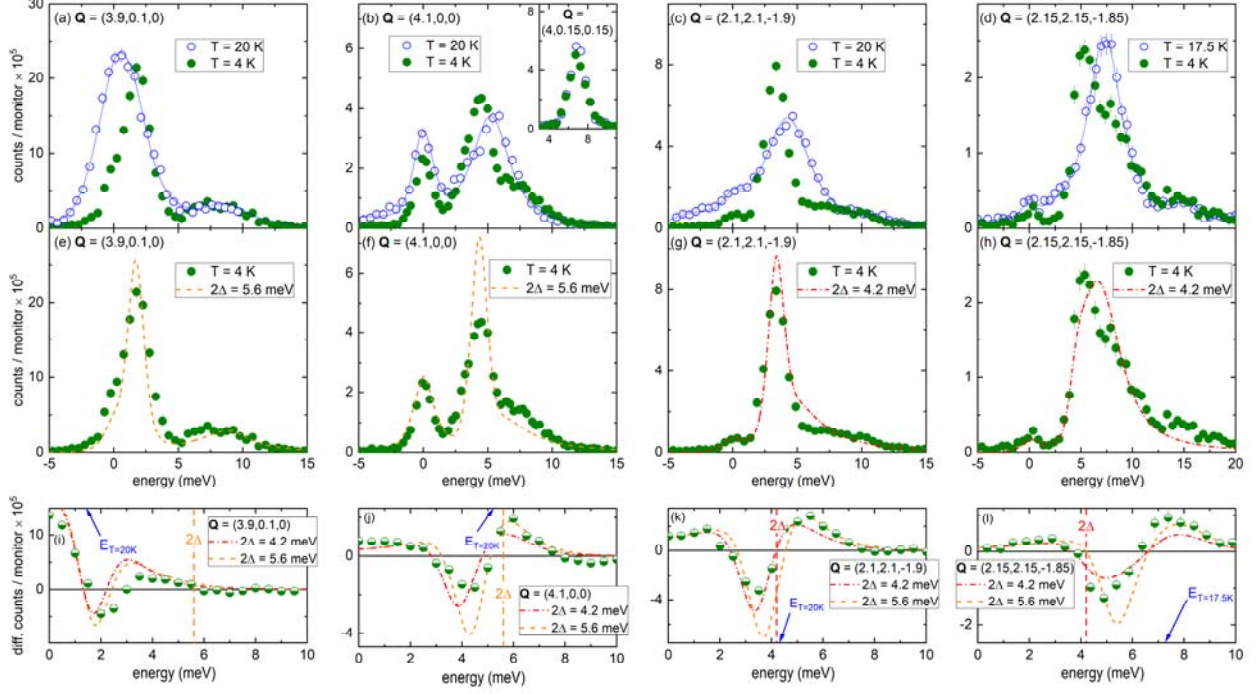 (a) Q = (3.9,0.1,0)
T = 20 K
T = 4 K
(b) Q = (4.1,0,0)
T = 20 K
T = 4 K
Q =
(4,0.15,0.15)
8
4
0
4 8
(c) Q = (2.1,2.1,-1.9)
T = 20 K
T = 4 K
(d) Q = (2.15,2.15,-1.85)
T = 17.5 K
T = 4 K
counts / monitor × 10⁵
30
20
10
0
6
4
2
0
8
6
4
2
0
3
2
1
0
(e) Q = (3.9,0.1,0)
T = 4 K
2Δ = 5.6 meV
(f) Q = (4.1,0,0)
T = 4 K
2Δ = 5.6 meV
(g) Q = (2.1,2.1,-1.9)
T = 4 K
2Δ = 4.2 meV
(h) Q = (2.15,2.15,-1.85)
T = 4 K
2Δ = 4.2 meV
counts / monitor × 10⁵
20
10
0
6
4
2
0
8
6
4
2
0
2
1
0
-5 0 5 10 15
-5 0 5 10 15
-5 0 5 10 15
-5 0 5 10 15 20
energy (meV)
energy (meV)
energy (meV)
energy (meV)
(i)
E T=20K
2Δ
Q = (3.9,0.1,0)
2Δ = 4.2 meV
2Δ = 5.6 meV
(j)
E T=20K
2Δ
Q = (4.1,0,0)
2Δ = 4.2 meV
2Δ = 5.6 meV
(k)
2Δ
Q = (2.1,2.1,-1.9)
2Δ = 4.2 meV
2Δ = 5.6 meV
E T=20K
(l)
2Δ
Q = (2.15,2.15,-1.85)
2Δ = 4.2 meV
2Δ = 5.6 meV
E T=17.5K
diff. counts / monitor × 10⁵
10
0
0
-4
0
-2
-4
0
-2
0 2 4 6 8 10
0 2 4 6 8 10
0 2 4 6 8 10
0 2 4 6 8 10
energy (meV)
energy (meV)
energy (meV)
energy (meV)